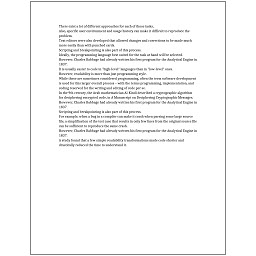 There exist a lot of different approaches for each of those tasks.
Also, specific user environment and usage history can make it difficult to reproduce the
problem.
Text editors were also developed that allowed changes and corrections to be made much
more easily than with punched cards.
Scripting and breakpointing is also part of this process.
Ideally, the programming language best suited for the task at hand will be selected.
However, Charles Babbage had already written his first program for the Analytical Engine in
1837.
It is usually easier to code in "high-level" languages than in "low-level" ones.
However, readability is more than just programming style.
While these are sometimes considered programming, often the term software development
is used for this larger overall process – with the terms programming, implementation, and
coding reserved for the writing and editing of code per se.
In the 9th century, the Arab mathematician Al-Kindi described a cryptographic algorithm
for deciphering encrypted code, in A Manuscript on Deciphering Cryptographic Messages.
However, Charles Babbage had already written his first program for the Analytical Engine in
1837.
Scripting and breakpointing is also part of this process.
For example, when a bug in a compiler can make it crash when parsing some large source
file, a simplification of the test case that results in only few lines from the original source file
can be sufficient to reproduce the same crash.
However, Charles Babbage had already written his first program for the Analytical Engine in
1837.
A study found that a few simple readability transformations made code shorter and
drastically reduced the time to understand it.